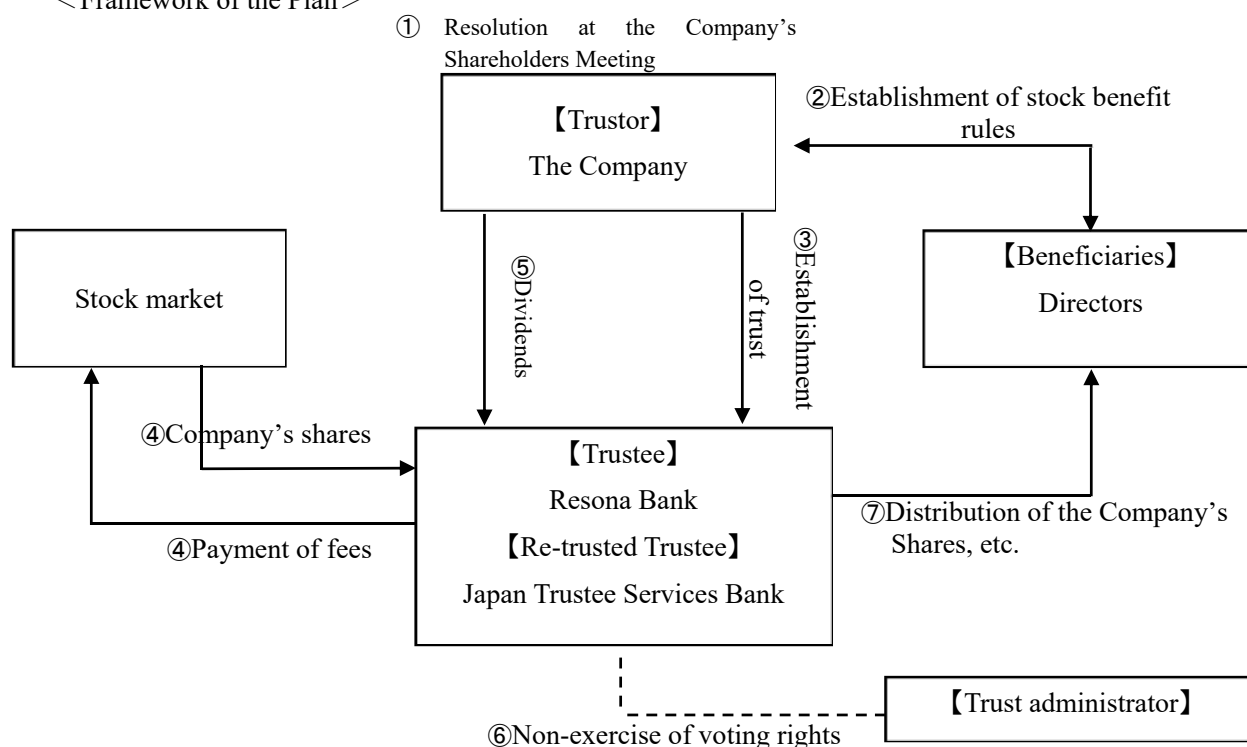 ＜Framework of the Plan＞
① Resolution at the Company’s
Shareholders Meeting
【Trustor】
The Company
②Establishment of stock benefit
rules
Stock market
⑤Dividends
③Establishment
of trust
【Beneficiaries】
Directors
④Company’s shares
④Payment of fees
【Trustee】
Resona Bank
【Re-trusted Trustee】
Japan Trustee Services Bank
⑦Distribution of the Company’s
Shares, etc.
【Trust administrator】
⑥Non-exercise of voting rights